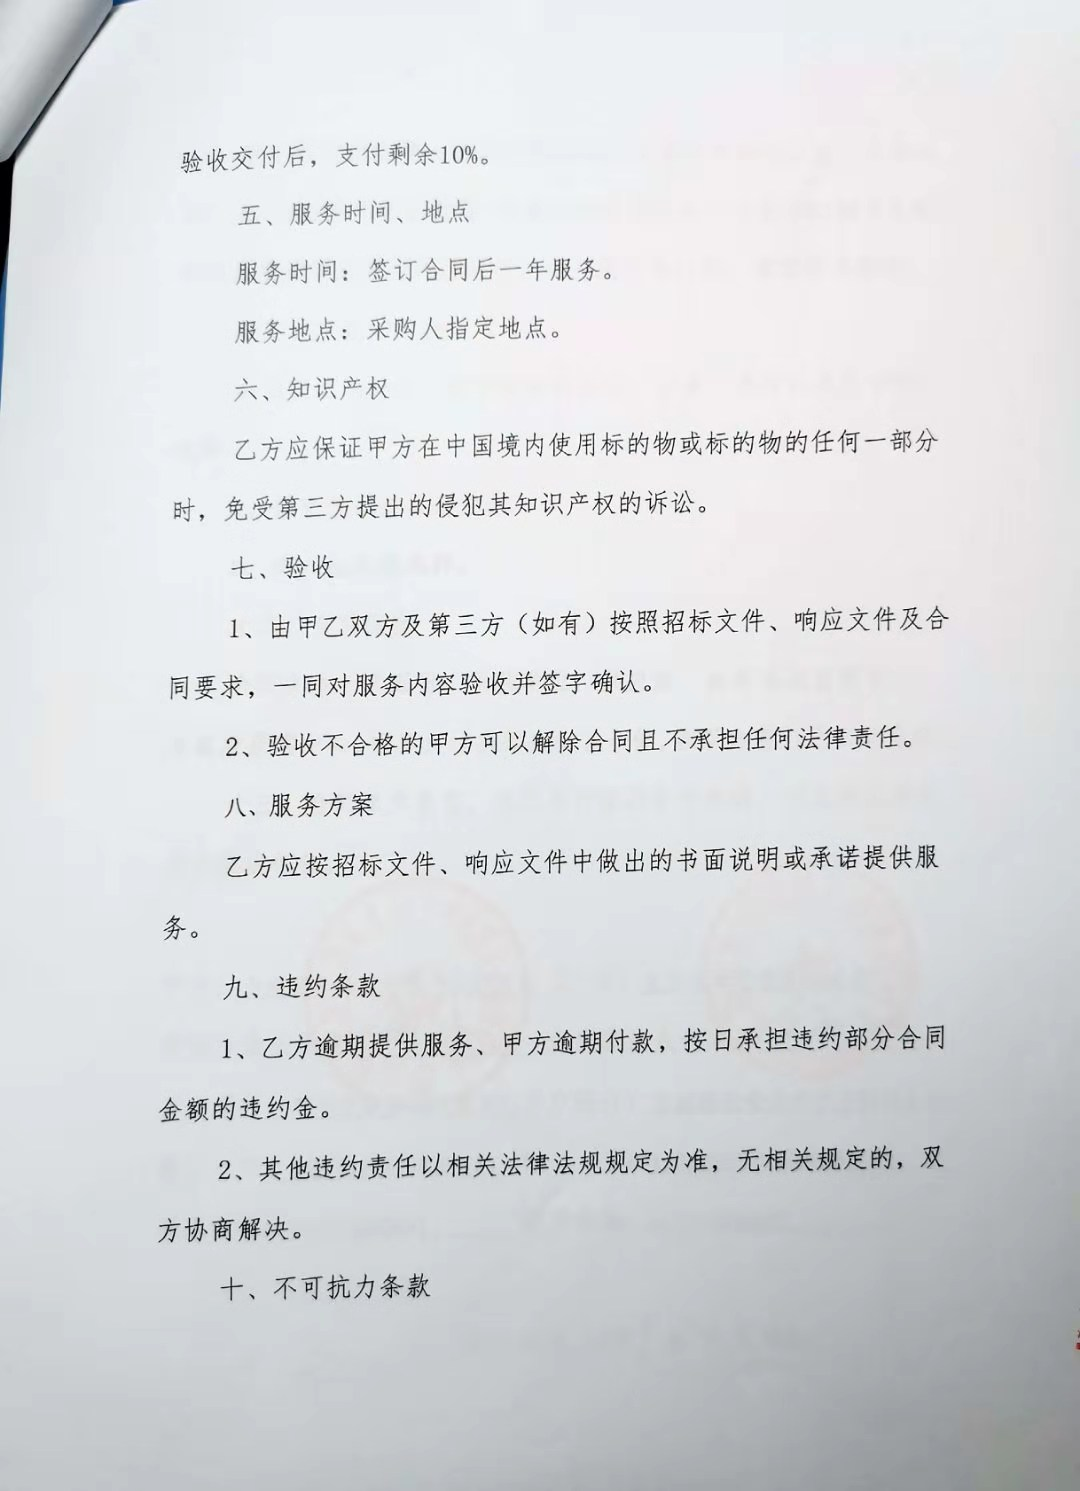 验收交付后，支付剩余10%。
五、服务时间、地点
服务时间：签订合同后一年服务。
服务地点：采购人指定地点。
六、知识产权
乙方应保证甲方在中国境内使用标的物或标的物的任何一部分
时，免受第三方提出的侵犯其知识产权的诉讼。
七、验收
1、由甲乙双方及第三方（如有）按照招标文件、响应文件及合
同要求，一同对服务内容验收并签字确认。
2、验收不合格的甲方可以解除合同且不承担任何法律责任。
八、服务方案
乙方应按招标文件、响应文件中做出的书面说明或承诺提供服
务。
九、违约条款
1、乙方逾期提供服务、甲方逾期付款，按日承担违约部分合同
金额的违约金。
2、其他违约责任以相关法律法规规定为准，无相关规定的，双
方协商解决。
十、不可抗力条款